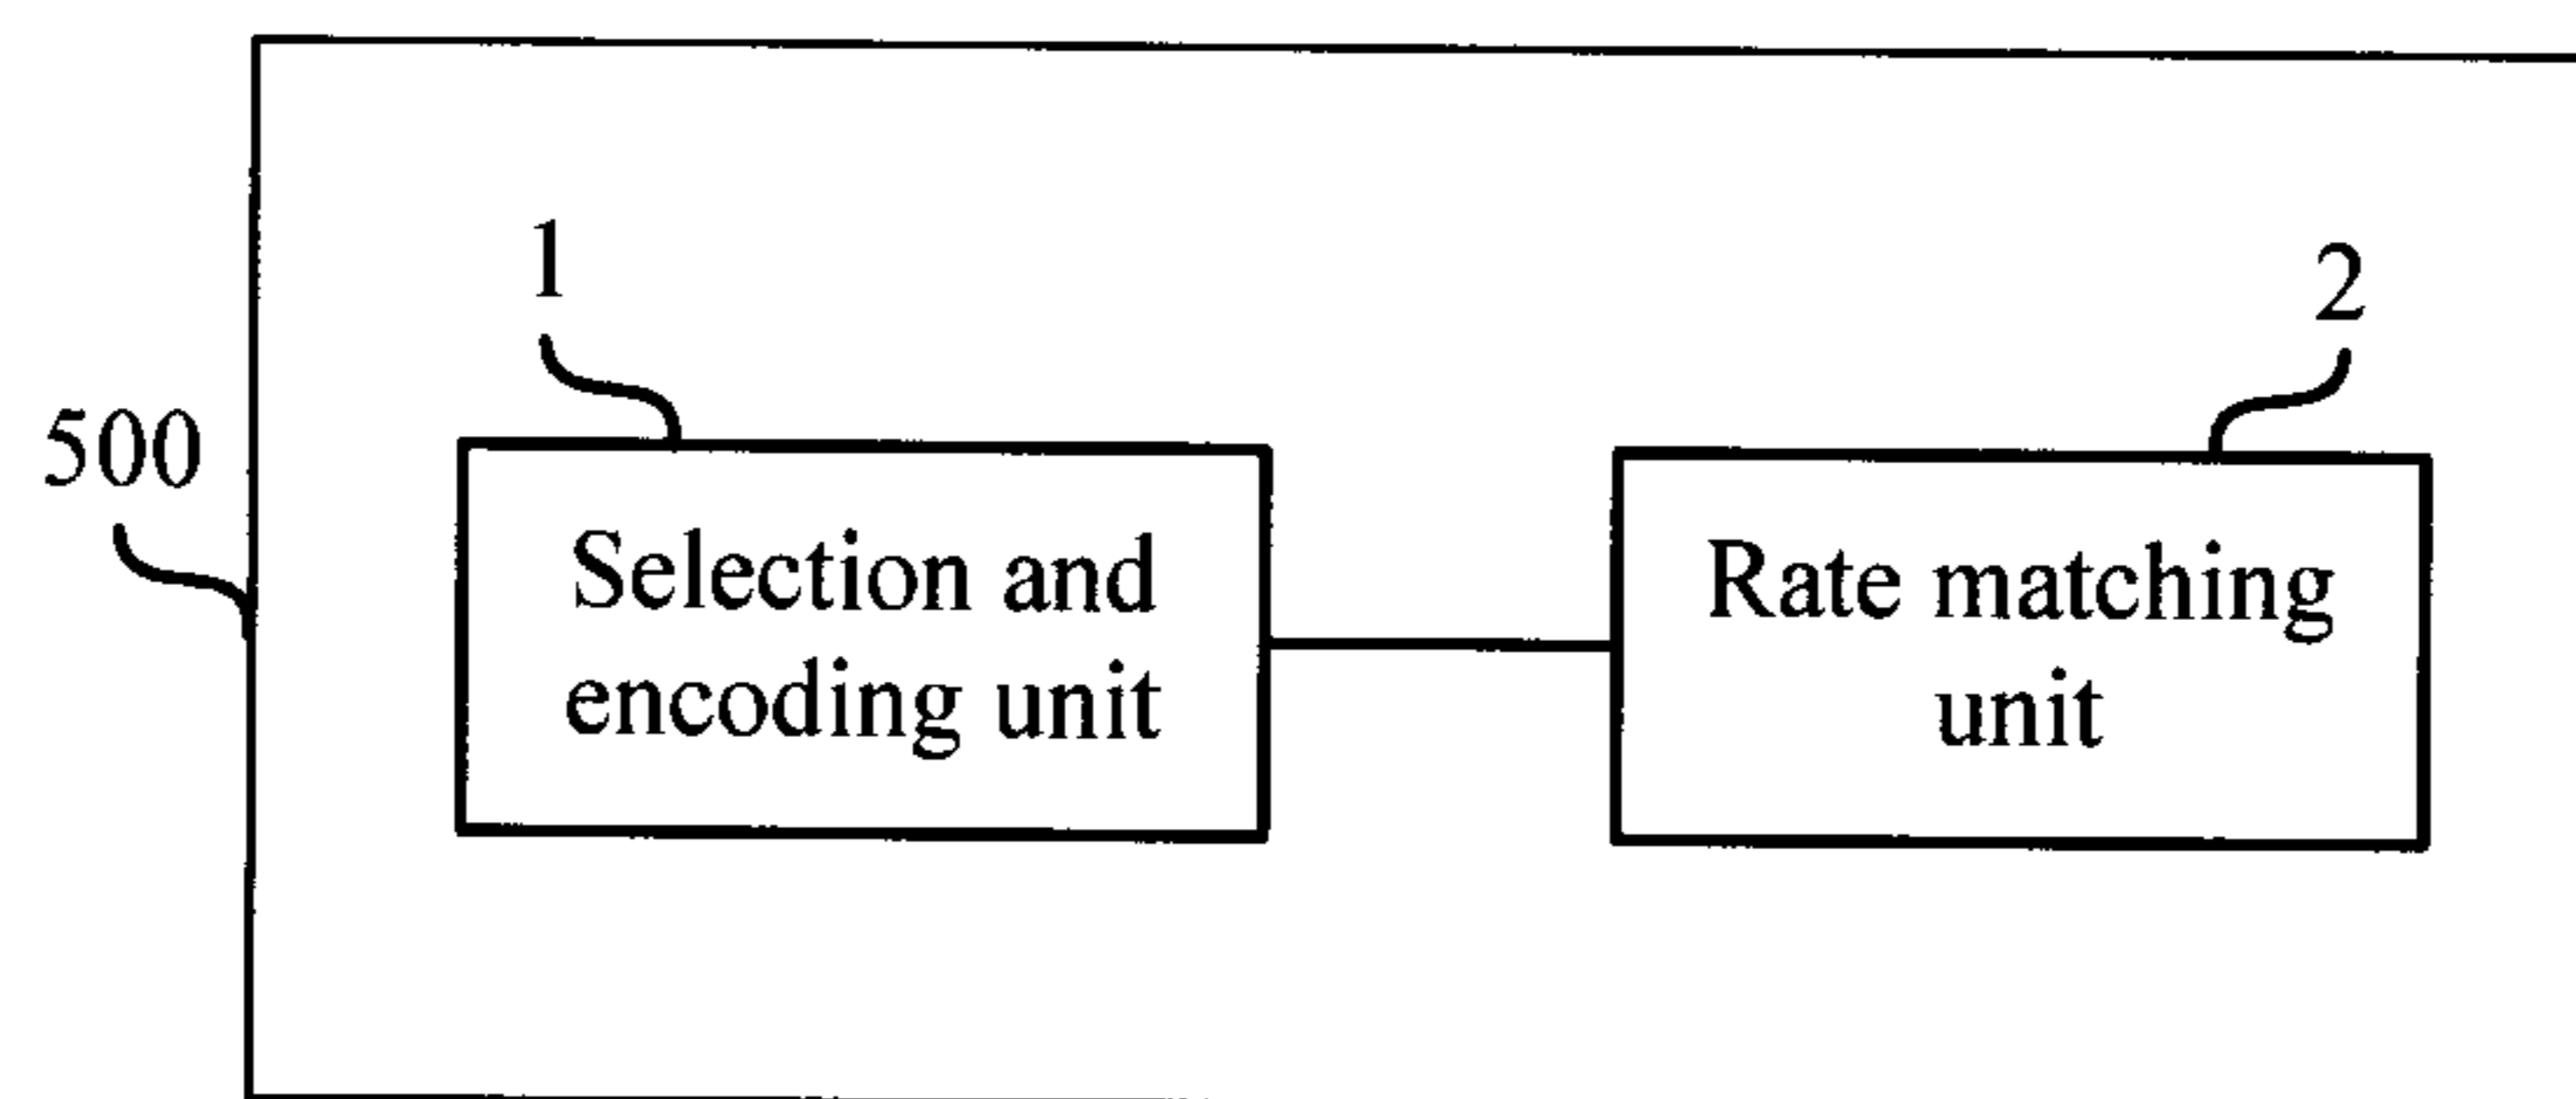 1
2
500
Selection and
encoding unit
Rate matching
unit